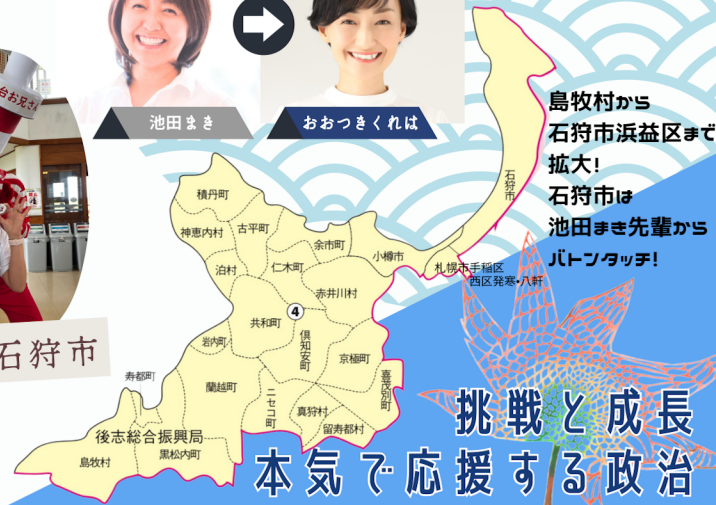 台お兄さん
池田まき
おおつきくれは
島牧村から
石狩市浜益区まで
拡大!
石狩市は
池田まき先輩から
バトンタッチ!
石狩市
積丹町
古平町
神恵内村
余市町
小樽市
札幌市手稲区
西区発寒・八軒
泊村
仁木町
赤井川村
共和町
4
倶知安町
岩内町
京極町
石狩市
寿都町
蘭越町
ニセコ町
喜茂別町
真狩村
留寿都村
後志総合振興局
黒松内町
島牧村
挑戦と成長
本気で応援する政治